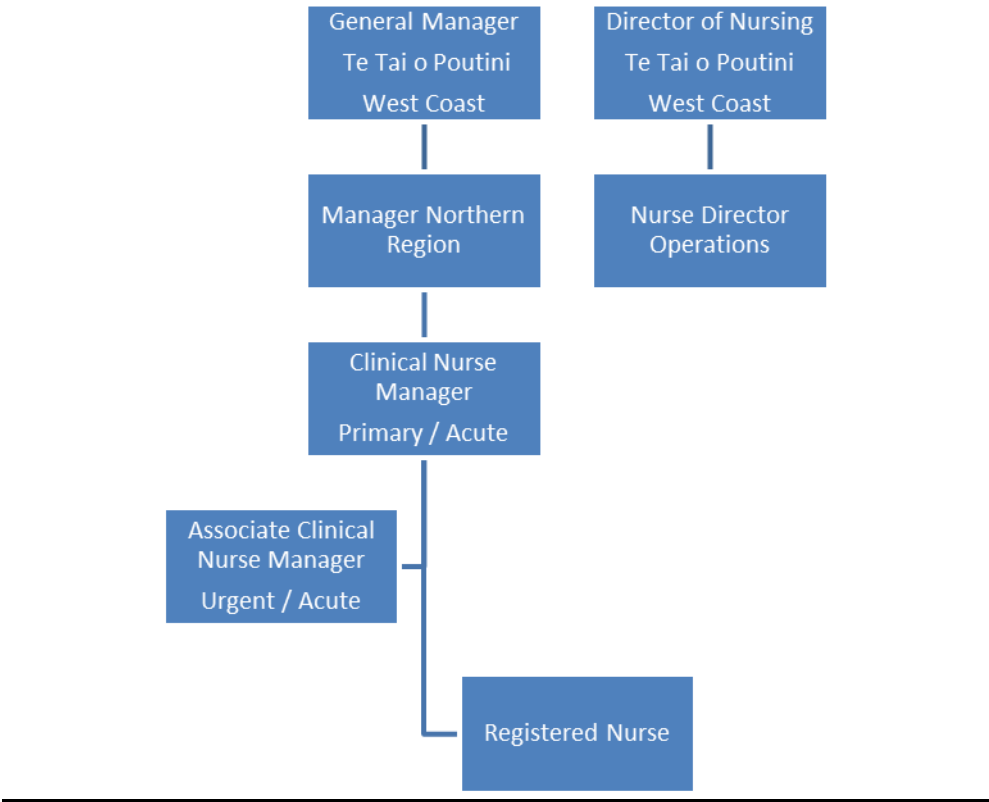 General Manager
Te Tai o Poutini
West Coast
Director of Nursing
Te Tai o Poutini
West Coast
Manager Northern
Region
Nurse Director
Operations
Clinical Nurse
Manager
Primary / Acute
Associate Clinical
Nurse Manager
Urgent / Acute
Registered Nurse